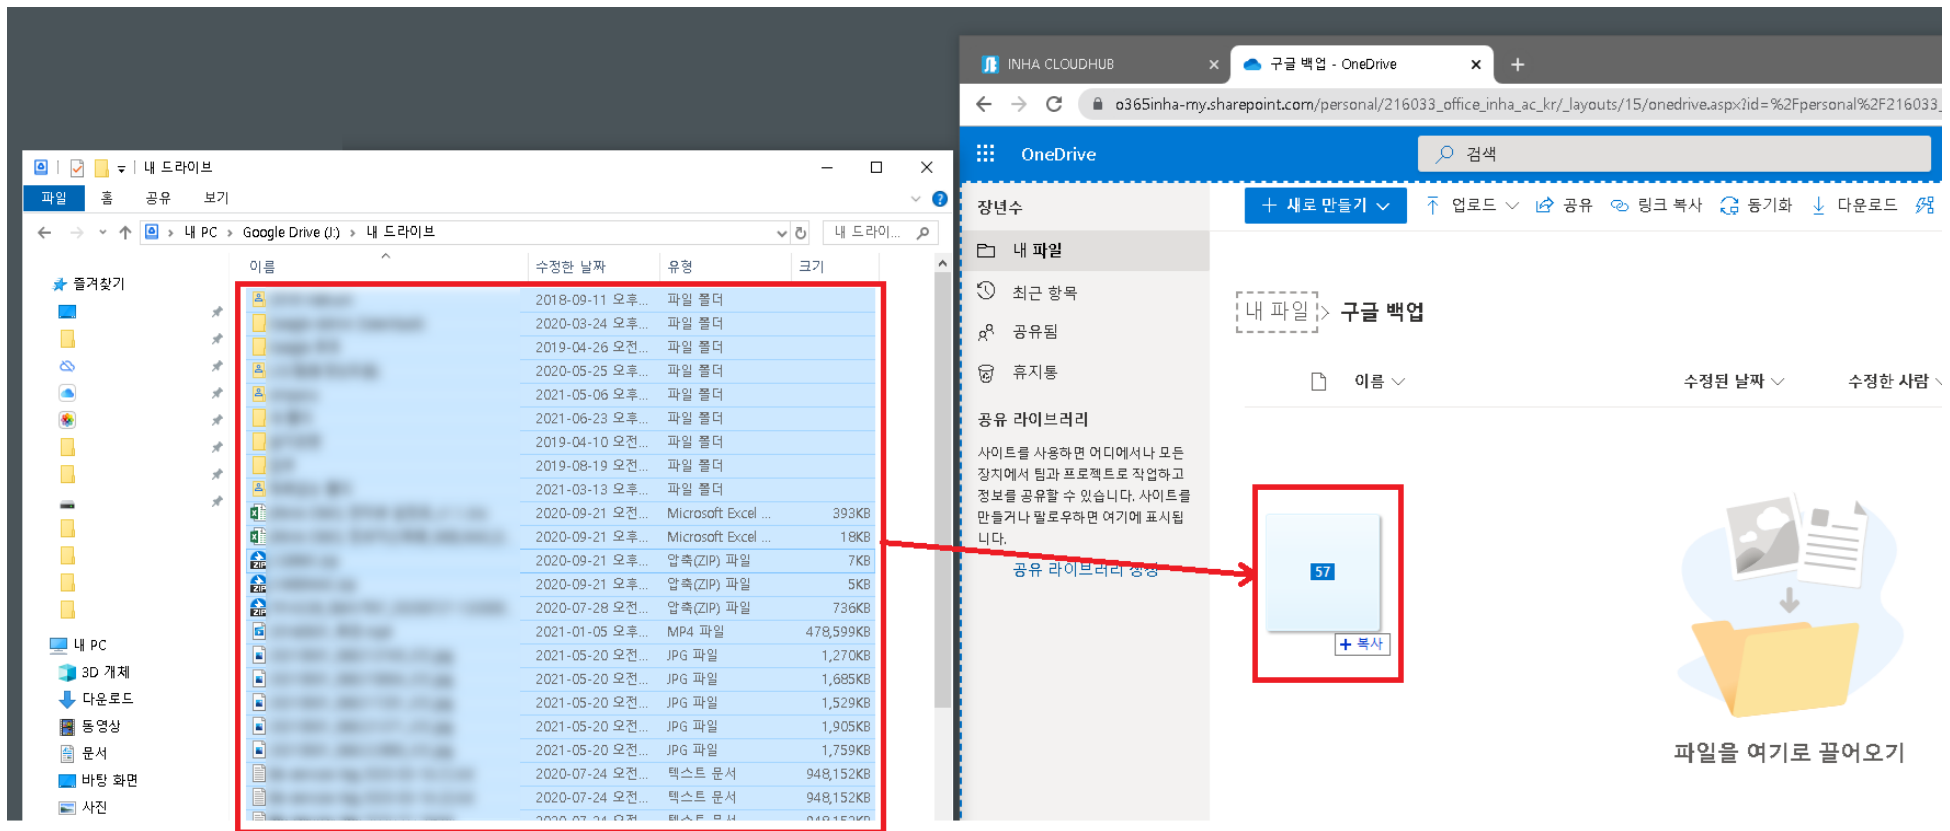 내 드라이브
파일 홈 공유 보기
내 PC > Google Drive (J:) > 내 드라이브
내 드라이...
즐겨찾기
내 PC
3D 개체
다운로드
동영상
문서
바탕 화면
사진
이름 수정한 날짜 유형 크기
2018-09-11 오후... 파일 폴더
2020-03-24 오후... 파일 폴더
2019-04-26 오전... 파일 폴더
2020-05-25 오후... 파일 폴더
2021-05-06 오후... 파일 폴더
2021-06-23 오후... 파일 폴더
2019-04-10 오전... 파일 폴더
2019-08-19 오전... 파일 폴더
2021-03-13 오후... 파일 폴더
2020-09-21 오전... Microsoft Excel ... 393KB
2020-09-21 오후... Microsoft Excel ... 18KB
2020-09-21 오후... 압축(ZIP) 파일 7KB
2020-09-21 오후... 압축(ZIP) 파일 5KB
2020-07-28 오전... 압축(ZIP) 파일 736KB
2021-01-05 오후... MP4 파일 478,599KB
2021-05-20 오전... JPG 파일 1,270KB
2021-05-20 오전... JPG 파일 1,685KB
2021-05-20 오전... JPG 파일 1,529KB
2021-05-20 오전... JPG 파일 1,905KB
2021-05-20 오전... JPG 파일 1,759KB
2020-07-24 오전... 텍스트 문서 948,152KB
2020-07-24 오전... 텍스트 문서 948,152KB
INHA CLOUDHUB
구글 백업 - OneDrive
o365inha-my.sharepoint.com/personal/216033_office_inha_ac_kr/_layouts/15/onedrive.aspx?id=%2Fpersonal%2F216033_
OneDrive
검색
장년수
내 파일
최근 항목
공유됨
휴지통
공유 라이브러리
사이트를 사용하면 어디에서나 모든
장치에서 팀과 프로젝트로 작업하고
정보를 공유할 수 있습니다. 사이트를
만들거나 팔로우하면 여기에 표시됩
니다.
공유 라이브러리 생성
+ 새로 만들기 업로드 공유 링크 복사 동기화 다운로드
내 파일 > 구글 백업
이름 수정된 날짜 수정한 사람
57
+ 복사
파일을 여기로 끌어오기